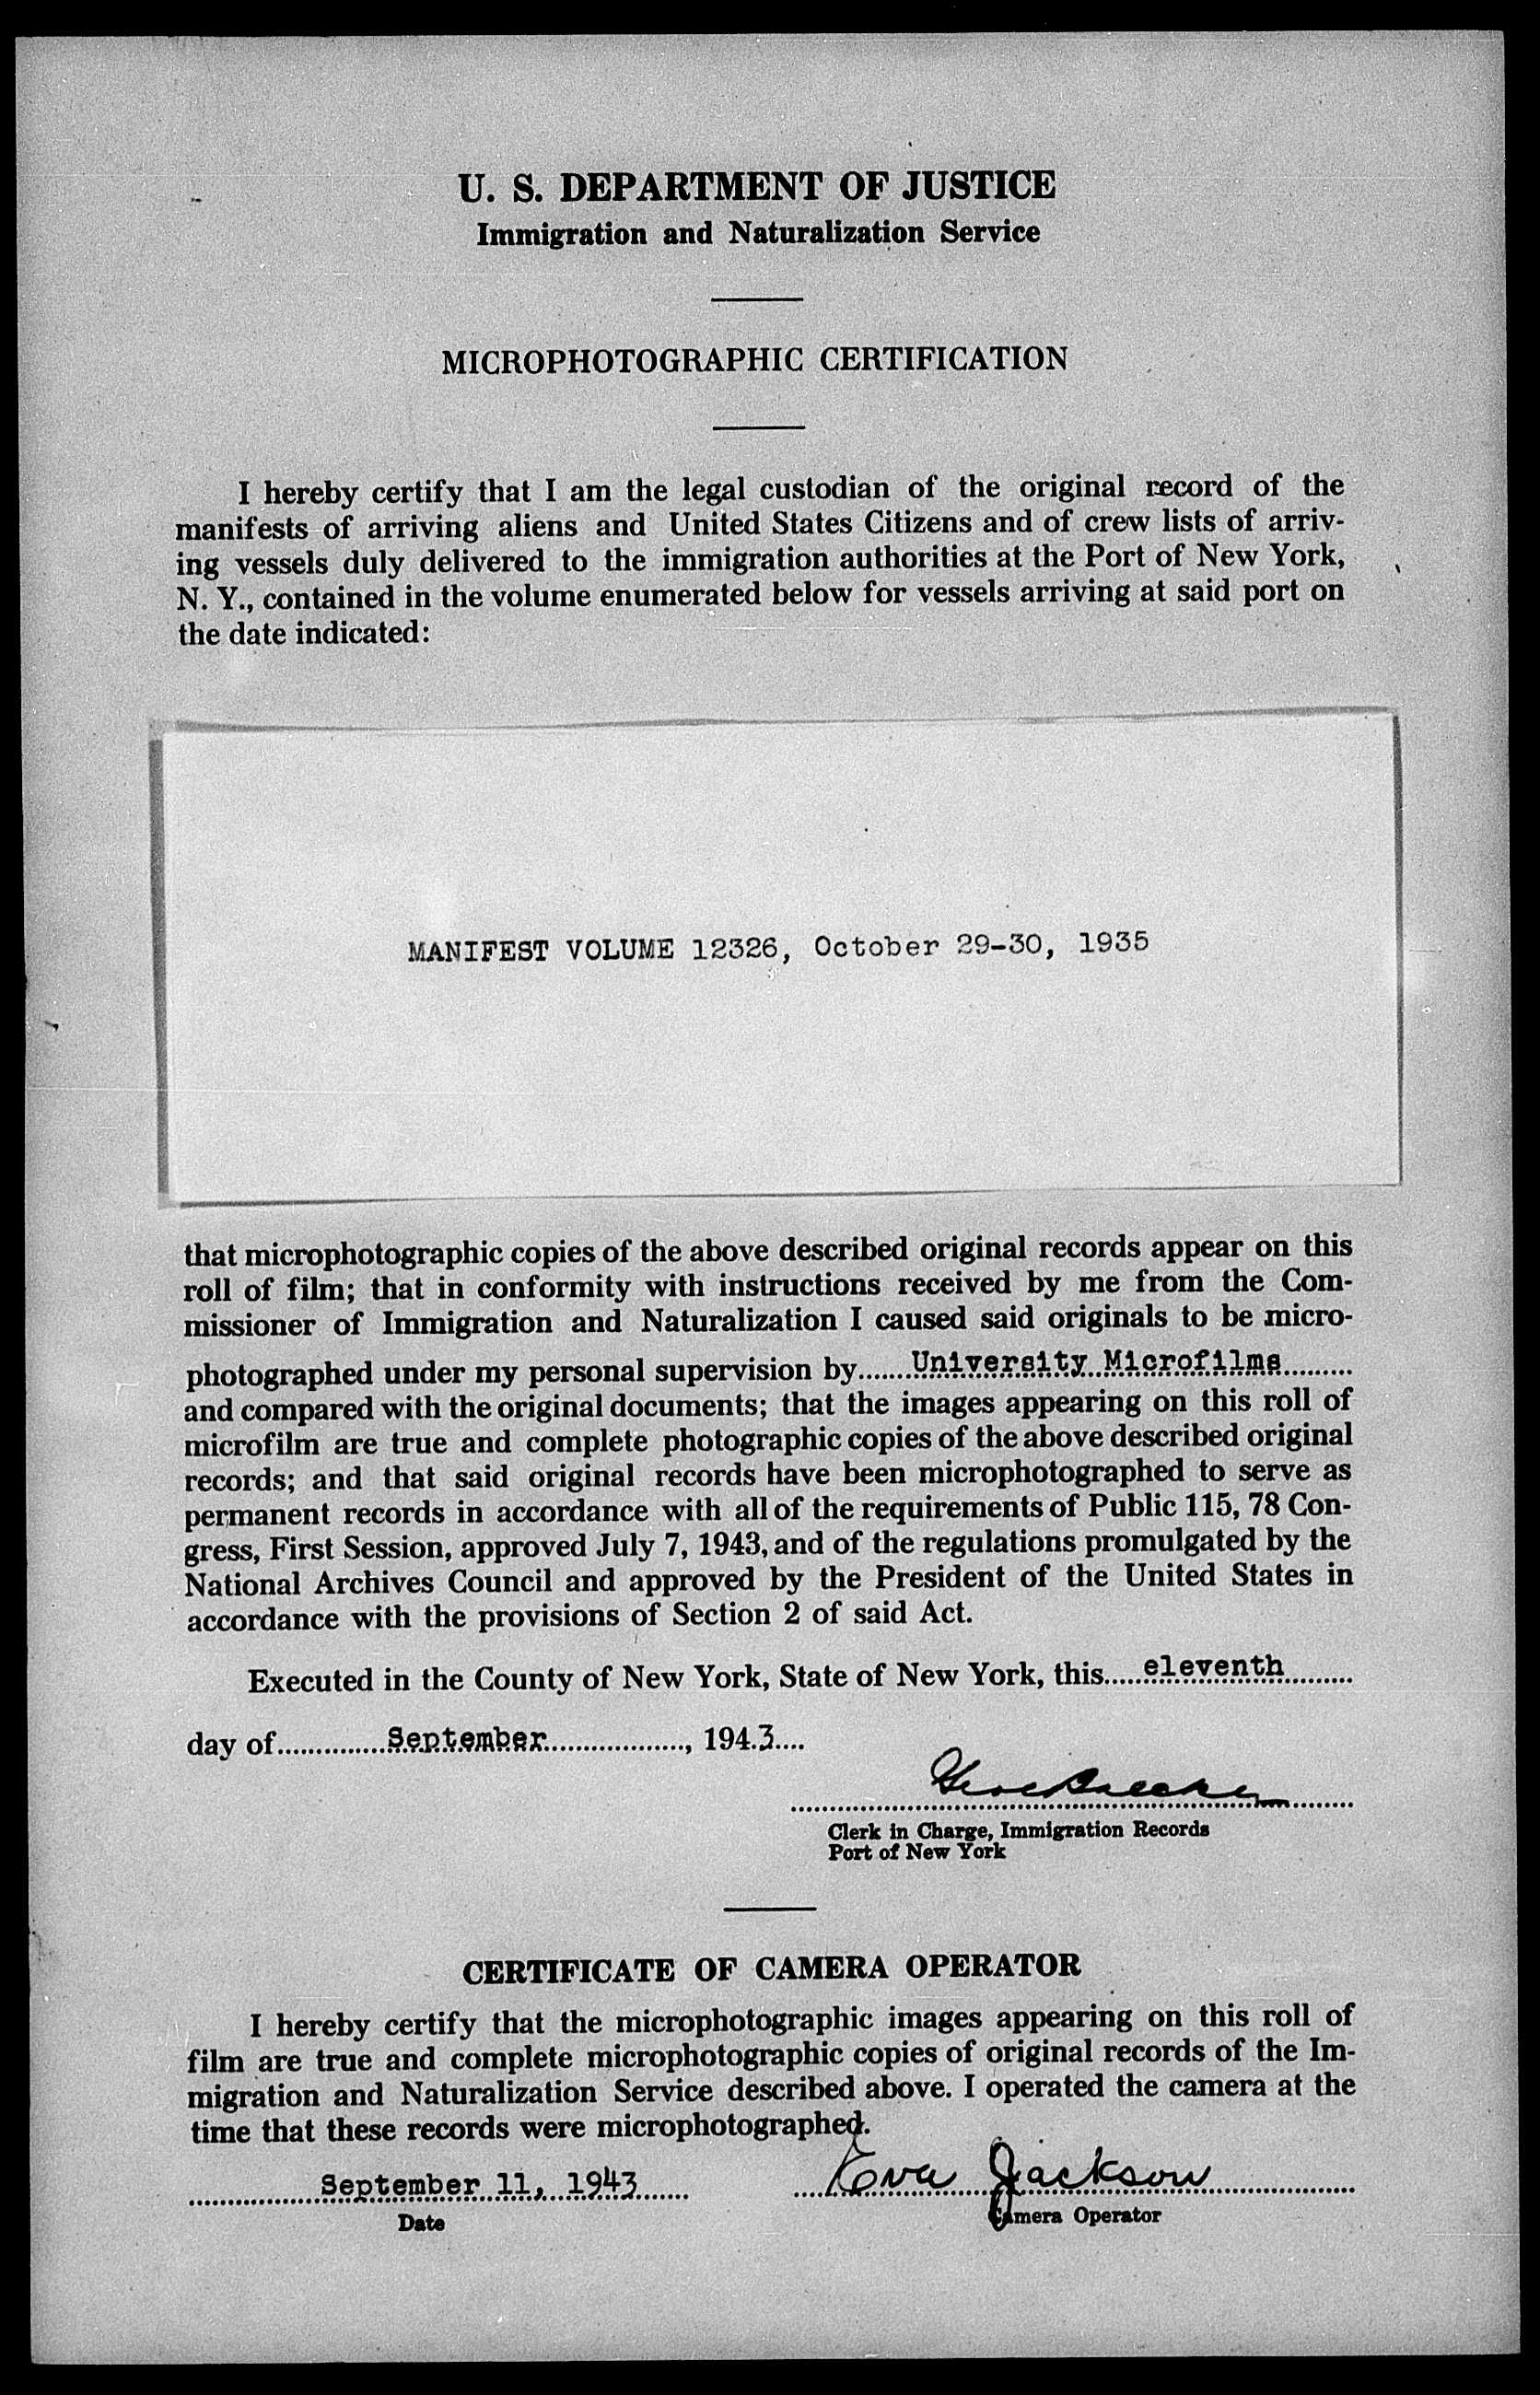 U. S. DEPARTMENT OF JUSTICE
Immigration and Naturalization Service
MICROPHOTOGRAPHIC CERTIFICATION
I hereby certify that I am the legal custodian of the original record of the
manifests of arriving aliens and United States Citizens and of crew lists of arriv-
ing vessels duly delivered to the immigration authorities at the Port of New York,
N. Y., contained in the volume enumerated below for vessels arriving at said port on
the date indicated:
MANIFEST VOLUME 12326, October 29-30, 1935
that microphotographic copies of the above described original records appear on this
roll of film; that in conformity with instructions received by me from the Com-
missioner of Immigration and Naturalization I caused said originals to be micro-
photographed under my personal supervision by......University Microfilms.........
and compared with the original documents; that the images appearing on this roll of
microfilm are true and complete photographic copies of the above described original
records; and that said original records have been microphotographed to serve as
permanent records in accordance with all of the requirements of Public 115, 78 Con-
gress, First Session, approved July 7, 1943, and of the regulations promulgated by the
National Archives Council and approved by the President of the United States in
accordance with the provisions of Section 2 of said Act.
Executed in the County of New York, State of New York, this.....eleventh.........
day of..............September.................., 194.3....
Clerk in Charge, Immigration Records
Port of New York
CERTIFICATE OF CAMERA OPERATOR
I hereby certify that the microphotographic images appearing on this roll of
film are true and complete microphotographic copies of original records of the Im-
migration and Naturalization Service described above. I operated the camera at the
time that these records were microphotographed.
September 11, 1943 Eva Jackson
Date Camera Operator